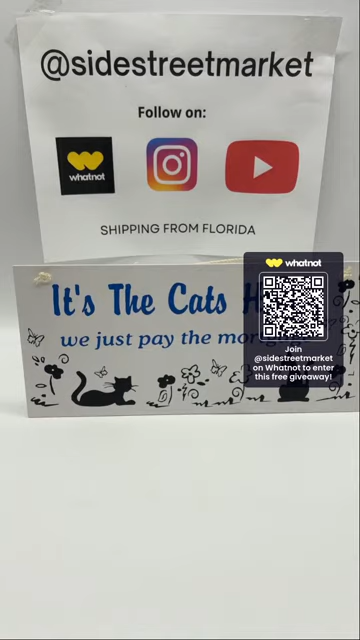 @sidestreetmarket
Follow on:
whatnot
SHIPPING FROM FLORIDA
It's The Cats H
we just pay the mor
whatnot
Join
@sidestreetmarket
on Whatnot to enter
this free giveaway!